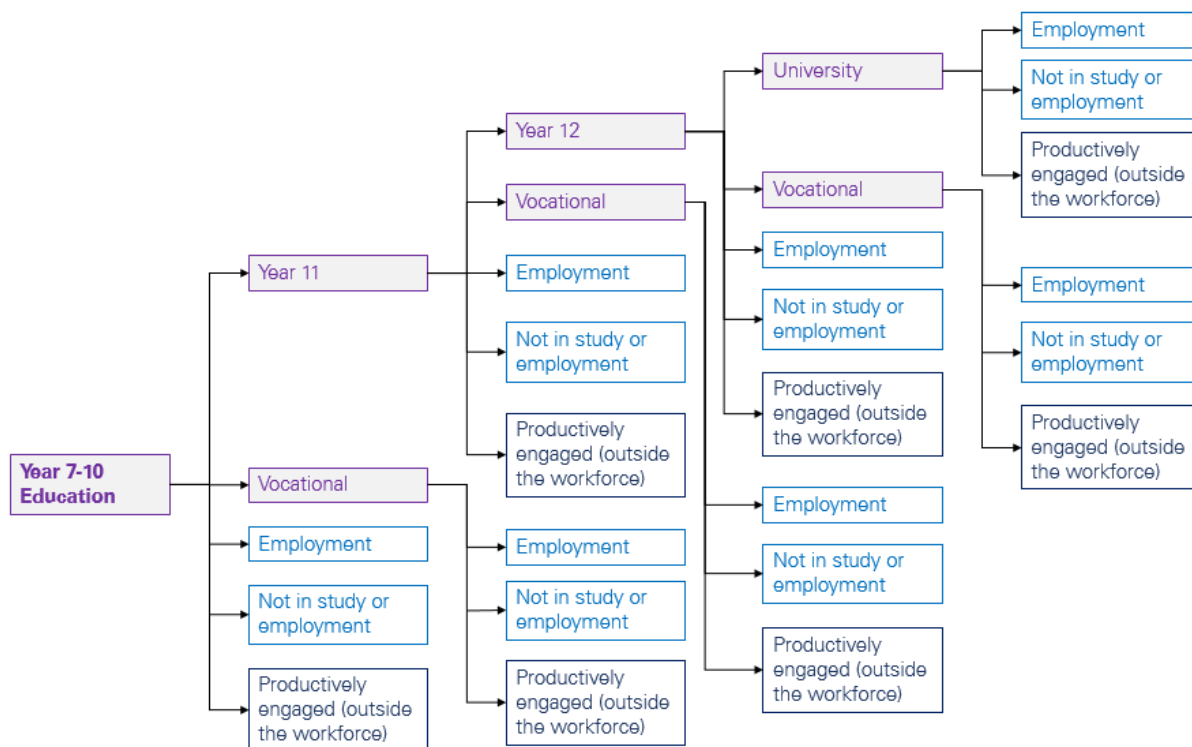 Year 7-10
Education
Year 11
Vocational
Employment
Not in study or
employment
Productively
engaged (outside
the workforce)
Year 12
Vocational
Employment
Not in study or
employment
Productively
engaged (outside
the workforce)
Employment
Not in study or
employment
Productively
engaged (outside
the workforce)
University
Vocational
Employment
Not in study or
employment
Productively
engaged (outside
the workforce)
Employment
Not in study or
employment
Productively
engaged (outside
the workforce)
Employment
Not in study or
employment
Productively
engaged (outside
the workforce)
Employment
Not in study or
employment
Productively
engaged (outside
the workforce)